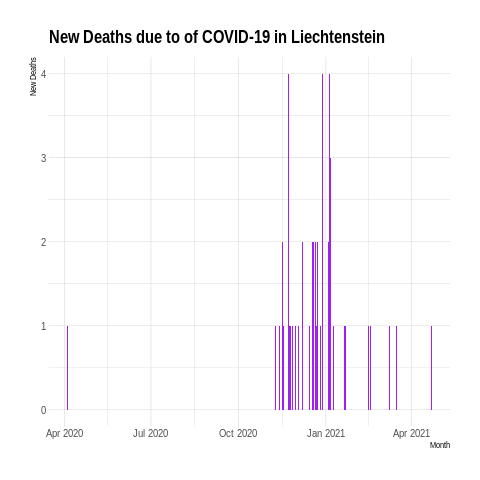 New Deaths due to of COVID-19 in Liechtenstein
New Deaths
4
3
2
1
0
Apr 2020 Jul 2020 Oct 2020 Jan 2021 Apr 2021
Month